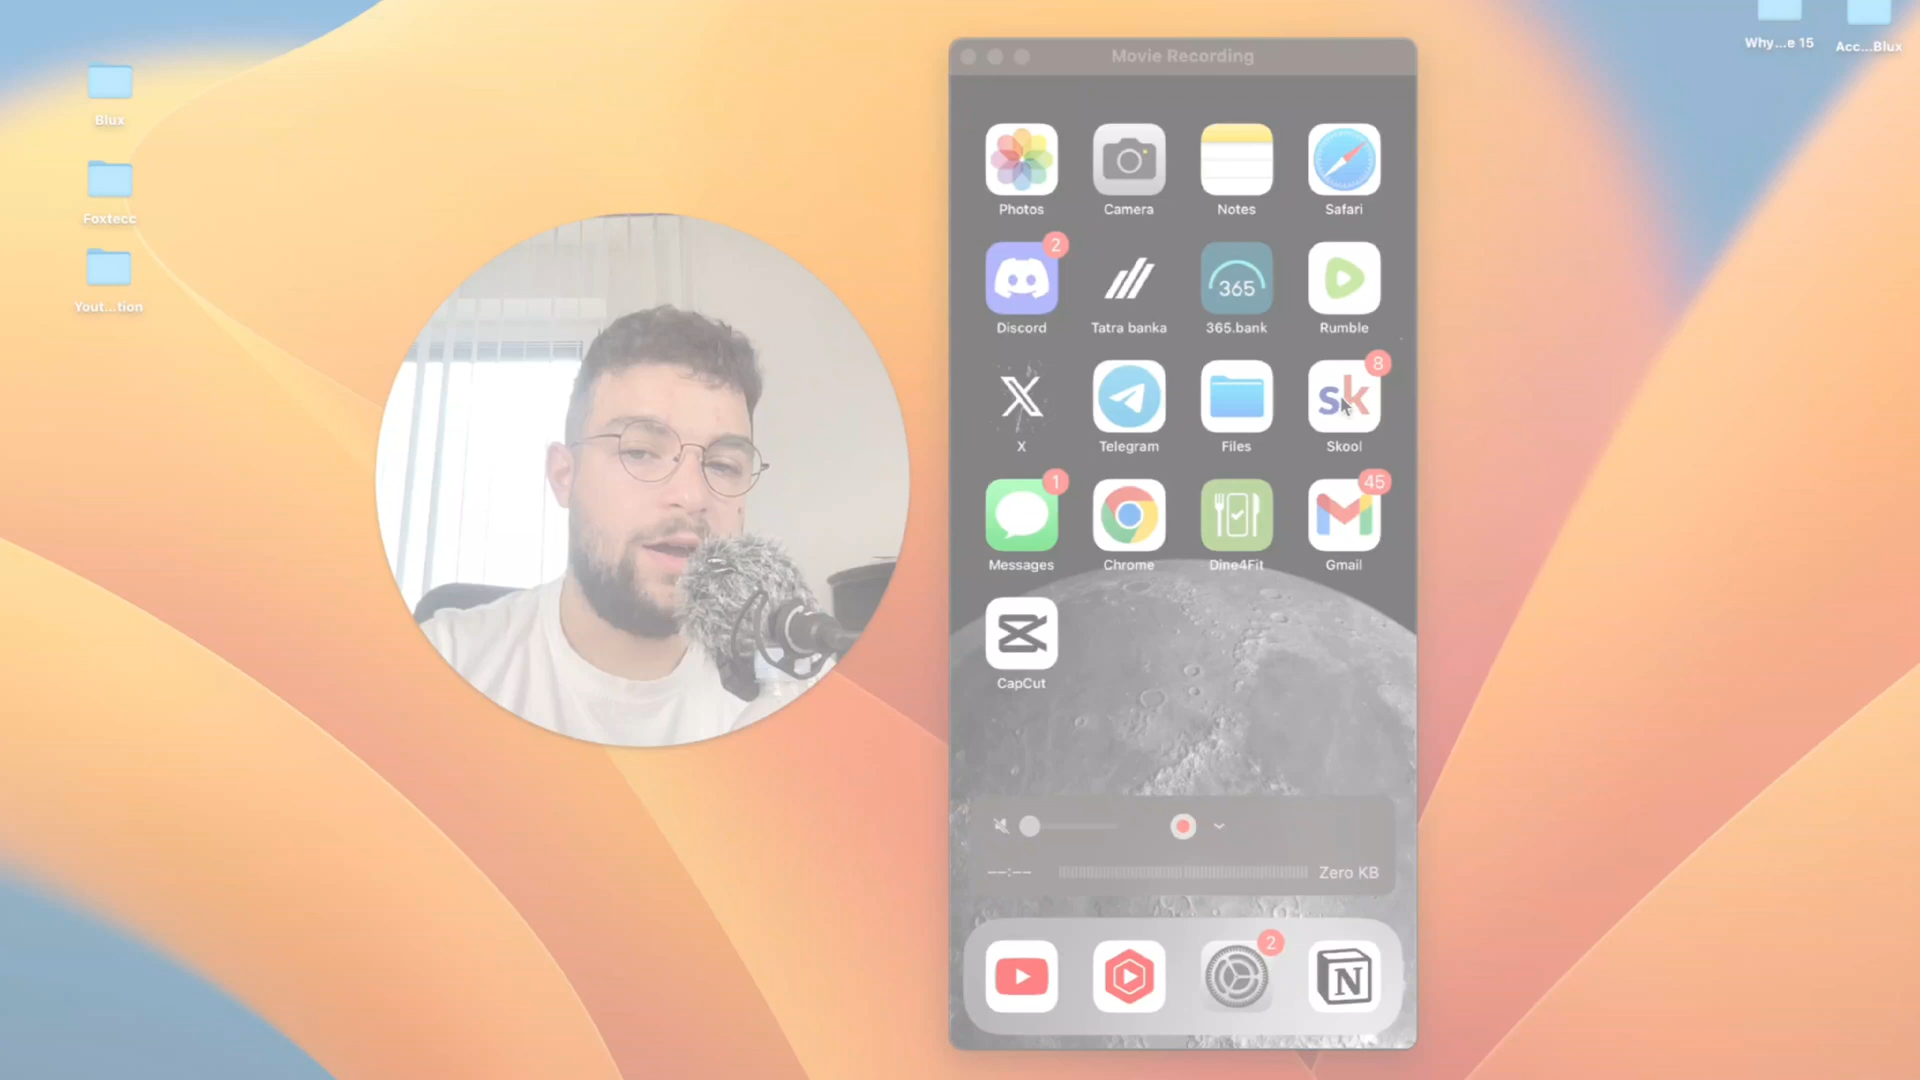 Why...e 15
Acc...Blux
Movie Recording
Blux
Foxtecc
Yout...tion
Photos
Camera
Notes
Safari
2
365
Discord
Tatra banka
365.bank
Rumble
8
X
sk
X
Telegram
Files
Skool
1
45
Messages
Chrome
Dine4Fit
Gmail
CapCut
--:--
Zero KB
2
N